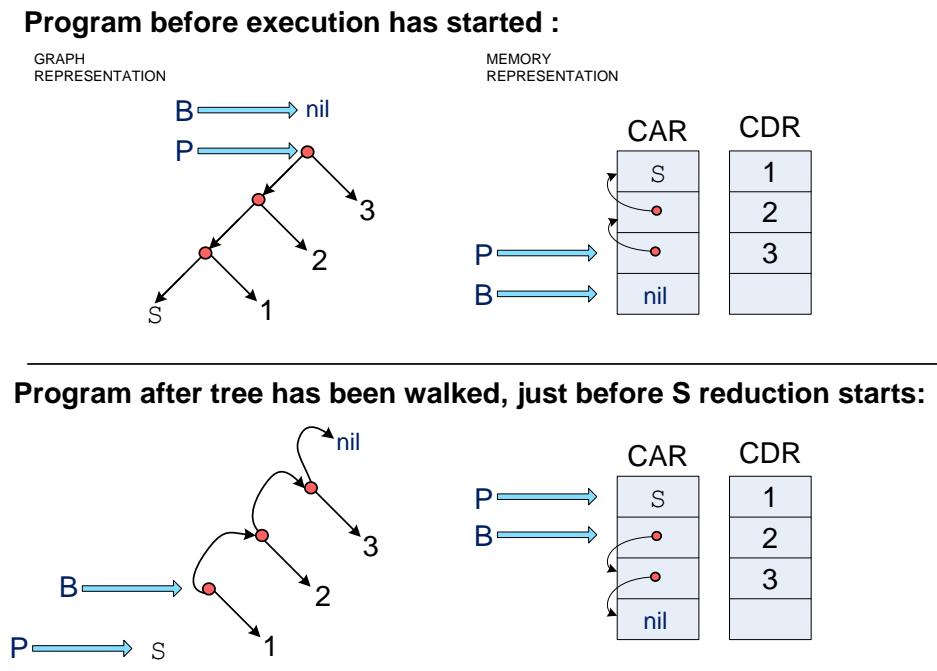 Program before execution has started :
GRAPH
REPRESENTATION
MEMORY
REPRESENTATION
B
nil
P
3
2
S
1
CAR
CDR
S
1
2
P
3
B
nil
Program after tree has been walked, just before S reduction starts:
nil
3
B
2
1
P
S
CAR
CDR
P
S
1
B
2
3
nil